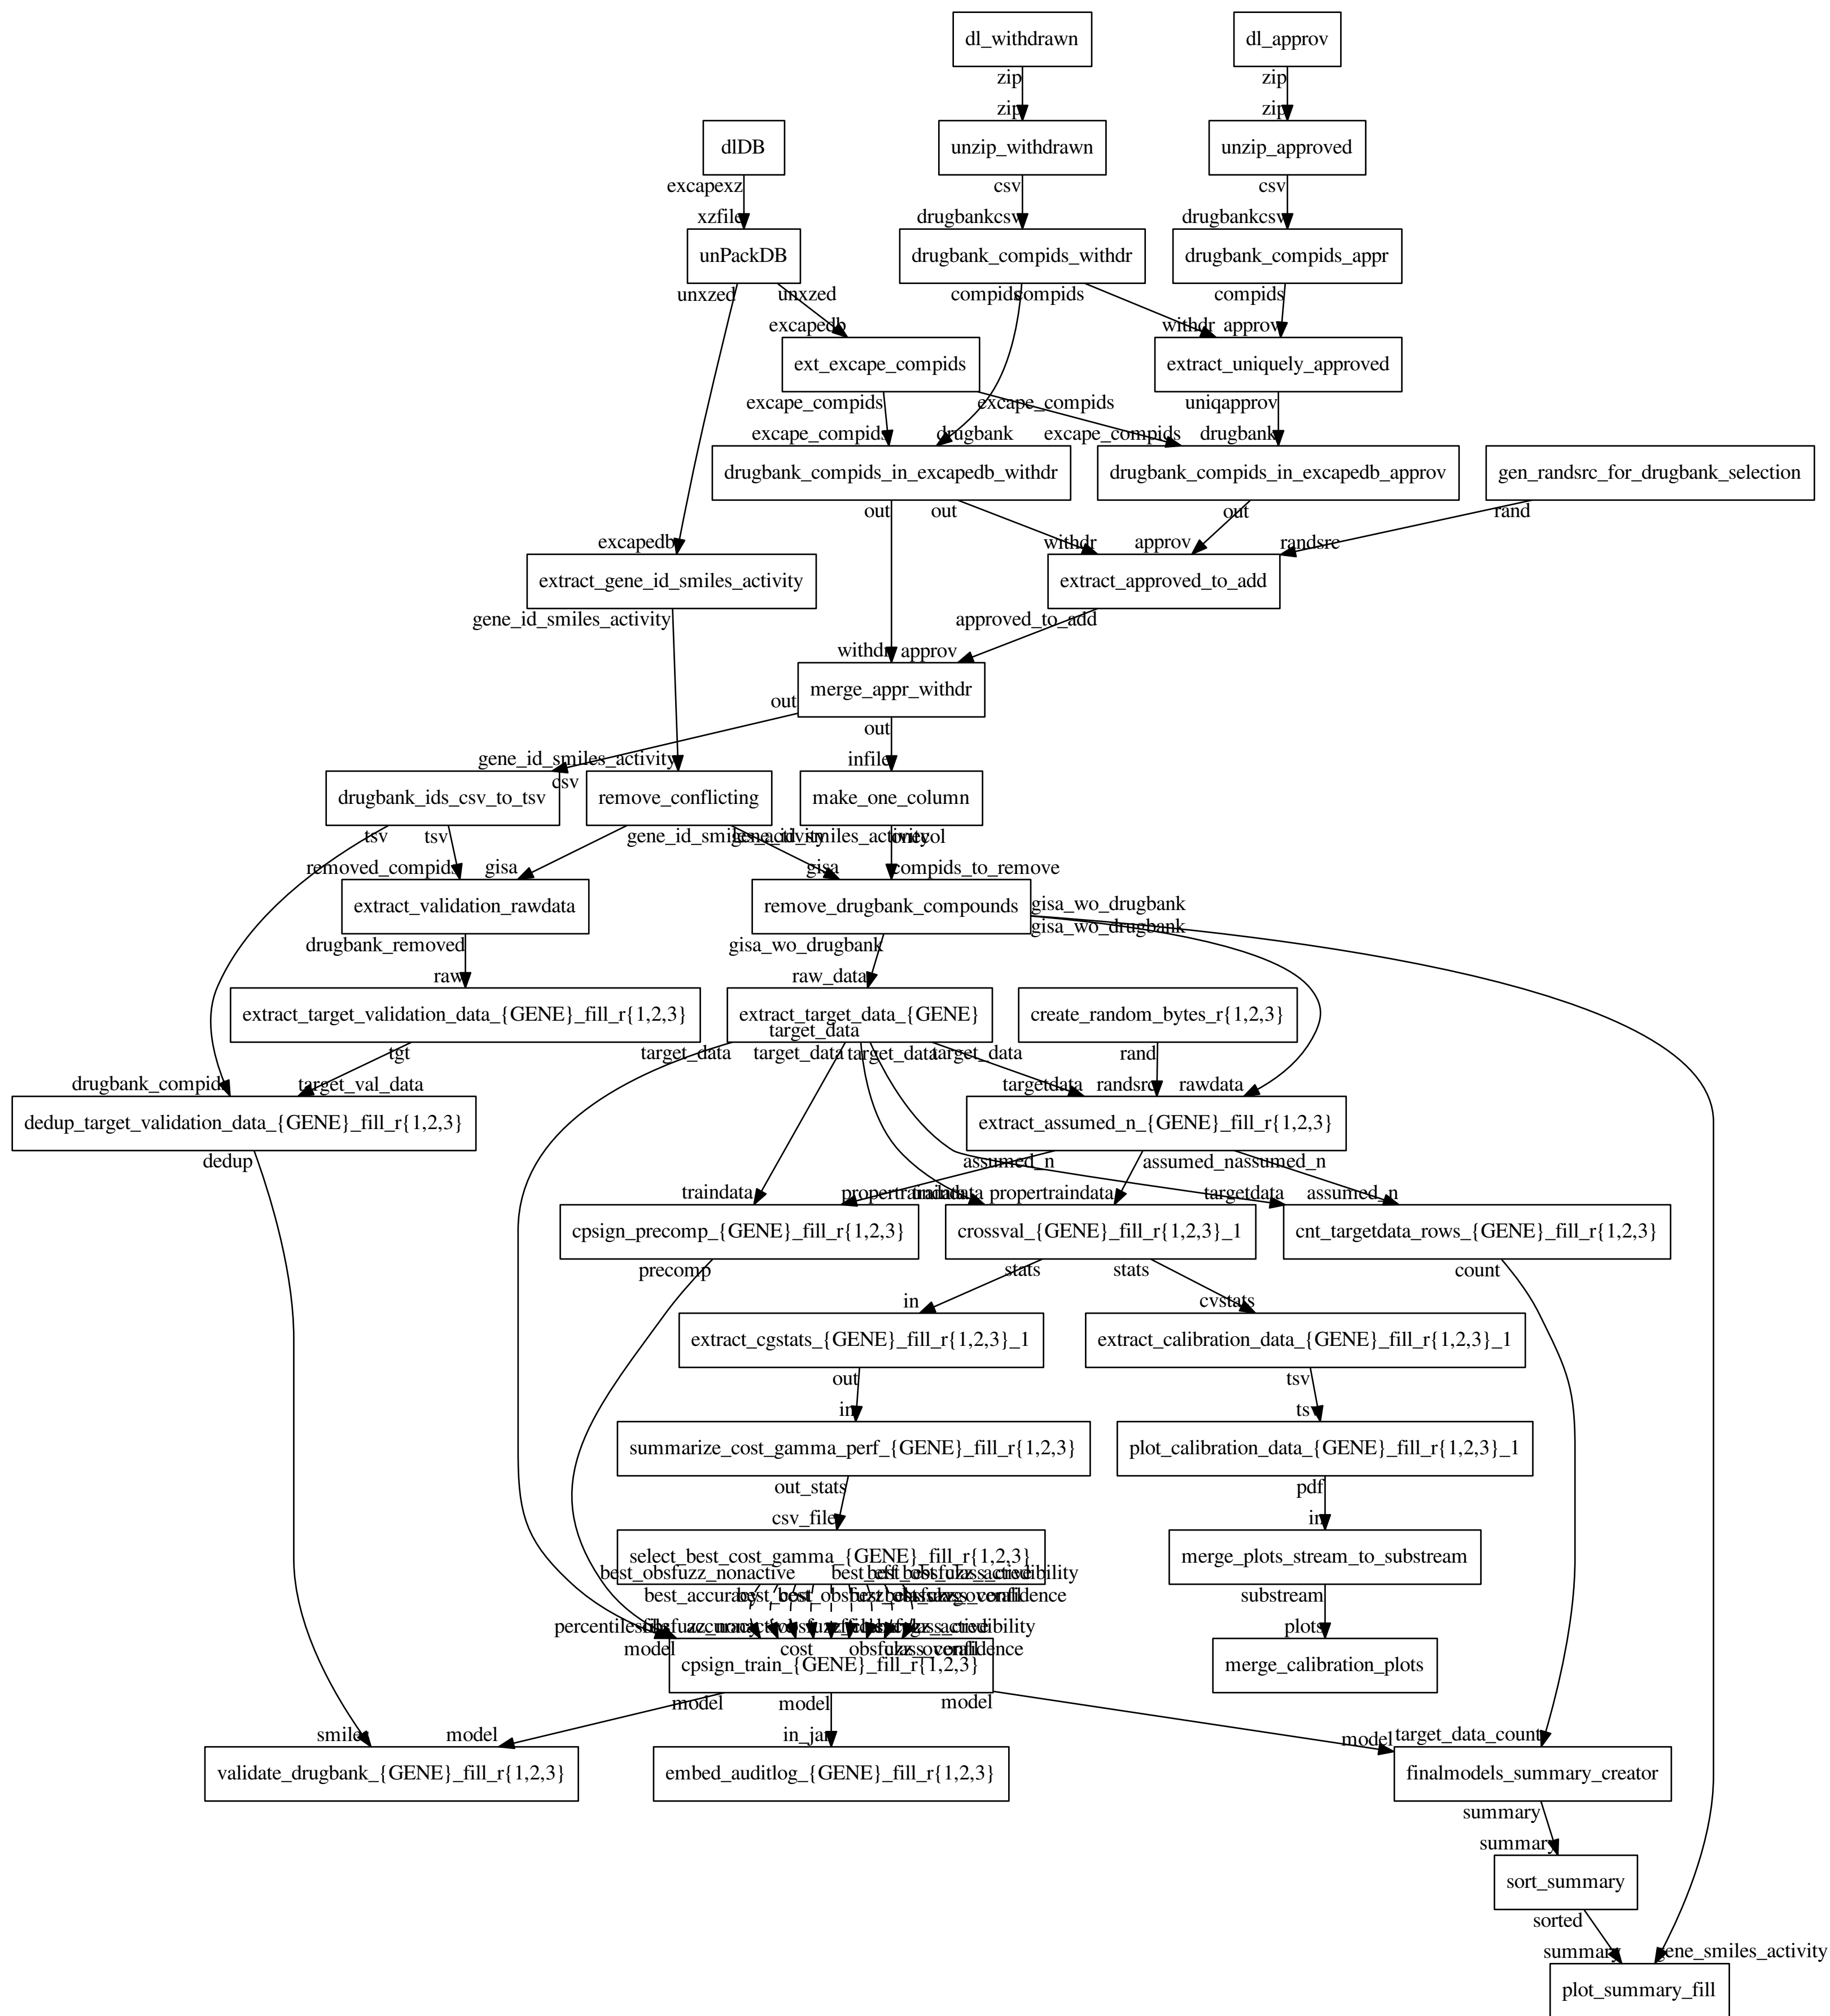 dl_withdrawn
dl_approv
zip
zip
zip
zip
dlDB
unzip_withdrawn
unzip_approved
excapexz
csv
csv
xzfile
drugbankcsv
drugbankcsv
unPackDB
drugbank_compids_withdr
drugbank_compids_appr
unxzed
unxzed
compids
compids
compids
excapedb
withdr
approv
ext_excape_compids
extract_uniquely_approved
excape_compids
excape_compids
uniqapprov
excape_compids
drugbank
excape_compids
drugbank
drugbank_compids_in_excapedb_withdr
drugbank_compids_in_excapedb_approv
gen_randsrc_for_drugbank_selection
out
out
out
rand
excapedb
withdr
approv
randsrc
extract_gene_id_smiles_activity
extract_approved_to_add
gene_id_smiles_activity
approved_to_add
withdr
approv
merge_appr_withdr
out
out
gene_id_smiles_activity
infile
csv
drugbank_ids_csv_to_tsv
remove_conflicting
make_one_column
tsv
tsv
gene_id_smiles_activity
gene_id_smiles_activity
onecol
removed_compids
gisa
gisa
compids_to_remove
extract_validation_rawdata
remove_drugbank_compounds
gisa_wo_drugbank
gisa_wo_drugbank
drugbank_removed
gisa_wo_drugbank
raw
raw_data
extract_target_validation_data_{GENE}_fill_r{1,2,3}
extract_target_data_{GENE}
create_random_bytes_r{1,2,3}
target_data
tgt
target_data
target_data
target_data
target_data
rand
drugbank_compids
target_val_data
targetdata
randsrc
rawdata
dedup_target_validation_data_{GENE}_fill_r{1,2,3}
extract_assumed_n_{GENE}_fill_r{1,2,3}
dedup
assumed_n
assumed_n
assumed_n
traindata
propertraindata
traindata
propertraindata
targetdata
assumed_n
cpsign_precomp_{GENE}_fill_r{1,2,3}
crossval_{GENE}_fill_r{1,2,3}_1
cnt_targetdata_rows_{GENE}_fill_r{1,2,3}
precomp
stats
stats
count
in
cvstats
extract_cgstats_{GENE}_fill_r{1,2,3}_1
extract_calibration_data_{GENE}_fill_r{1,2,3}_1
out
tsv
in
tsv
summarize_cost_gamma_perf_{GENE}_fill_r{1,2,3}
plot_calibration_data_{GENE}_fill_r{1,2,3}_1
out_stats
pdf
csv_file
in
select_best_cost_gamma_{GENE}_fill_r{1,2,3}
merge_plots_stream_to_substream
best_obsfuzz_nonactive
best_accuracy
best_cost
substream
plots
model
cost
cpsign_train_{GENE}_fill_r{1,2,3}
merge_calibration_plots
model
model
model
smiles
model
in_jar
model
target_data_count
validate_drugbank_{GENE}_fill_r{1,2,3}
embed_auditlog_{GENE}_fill_r{1,2,3}
finalmodels_summary_creator
summary
summary
sort_summary
sorted
summary
gene_smiles_activity
plot_summary_fill